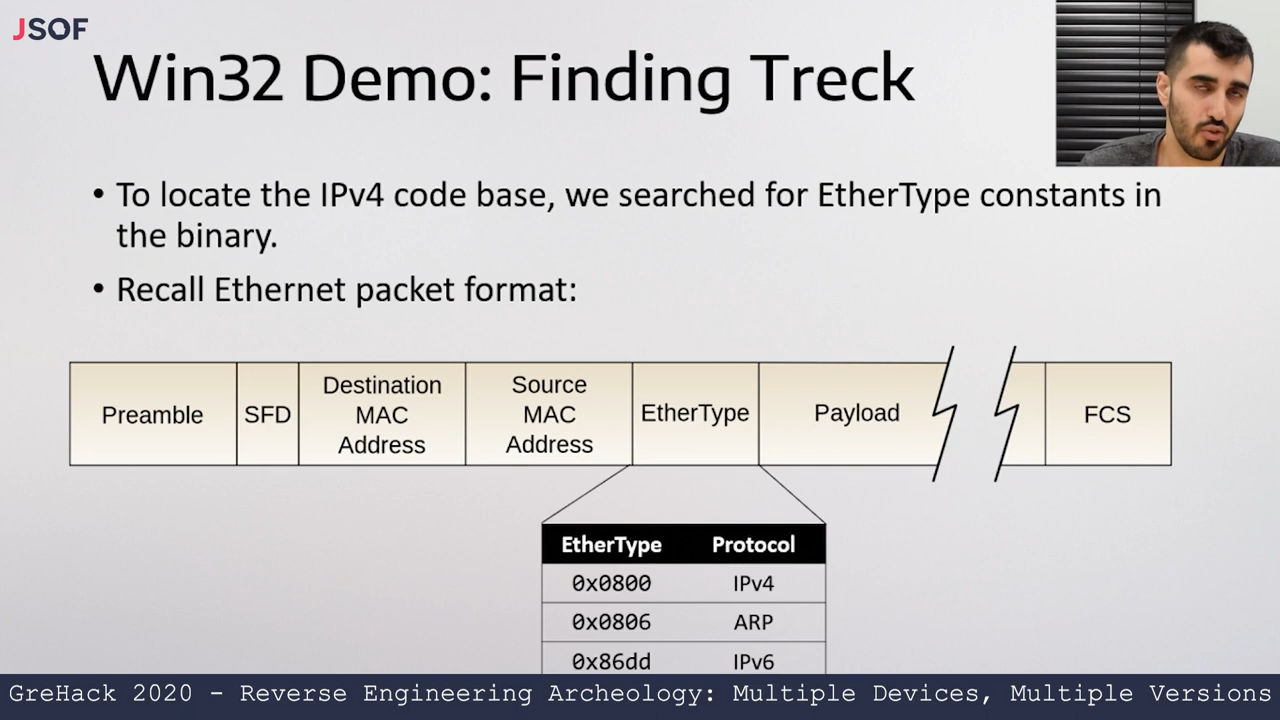 JSOF
Win32 Demo: Finding Treck
• To locate the IPv4 code base, we searched for EtherType constants in
the binary.
• Recall Ethernet packet format:
Preamble
SFD
Destination
MAC
Address
Source
MAC
Address
EtherType
Payload
FCS
EtherType Protocol
0x0800 IPv4
0x0806 ARP
0x86dd IPv6
GreHack 2020 - Reverse Engineering Archeology: Multiple Devices, Multiple Versions